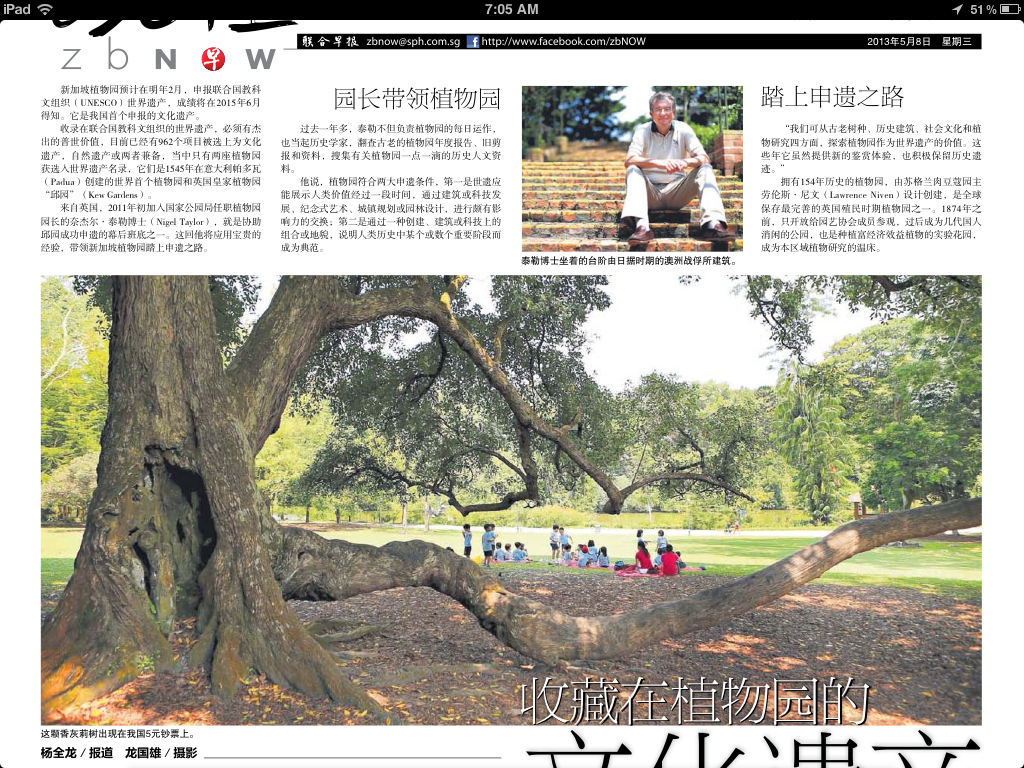 iPad
7:05 AM
51%
zbNOW
早
联合早报 zbnow@sph.com.sg
http://www.facebook.com/zbNOW
2013年5月8日 星期三
新加坡植物园预计在明年2月，申报联合国教科
文组织（UNESCO）世界遗产，成绩将在2015年6月
得知。它是我国首个申报的文化遗产。
收录在联合国教科文组织的世界遗产，必须有杰
出的普世价值，目前已经有962个项目被选上为文化
遗产，自然遗产或两者兼备，当中只有两座植物园
获选入世界遗产名录，它们是1545年在意大利帕多瓦
（Padua）创建的世界首个植物园和英国皇家植物园
“邱园”（Kew Gardens）。
来自英国，2011年初加入国家公园局任职植物园
园长的奈杰尔·泰勒博士（Nigel Taylor），就是协助
邱园成功申遗的幕后班底之一。这回他将应用宝贵的
经验，带领新加坡植物园踏上申遗之路。
园长带领植物园
过去一年多，泰勒不但负责植物园的每日运作，
也当起历史学家，翻查古老的植物园年度报告、旧剪
报和资料，搜集有关植物园一点一滴的历史人文资
料。
他说，植物园符合两大申遗条件，第一是世遗应
能展示人类价值经过一段时间，通过建筑或科技发
展、纪念式艺术、城镇规划或园林设计，进行颇有影
响力的交换；第二是通过一种创建、建筑或科技上的
组合或地貌，说明人类历史中某个或数个重要阶段而
成为典范。
泰勒博士坐着的台阶由日据时期的澳洲战俘所建筑。
踏上申遗之路
“我们可从古老树种、历史建筑、社会文化和植
物研究四方面，探索植物园作为世界遗产的价值。这
些年它虽然提供新的鉴赏体验，也积极保留历史遗
迹。”
拥有154年历史的植物园，由苏格兰肉豆蔻园主
劳伦斯·尼文（Lawrence Niven）设计创建，是全球
保存最完善的英国殖民时期植物园之一。1874年之
前，只开放给园艺协会成员参观，过后成为几代国人
消闲的公园，也是种植富经济效益植物的实验花园，
成为本区域植物研究的温床。
收藏在植物园的
这颗香灰莉树出现在我国5元钞票上。
杨全龙 / 报道 龙国雄 / 摄影